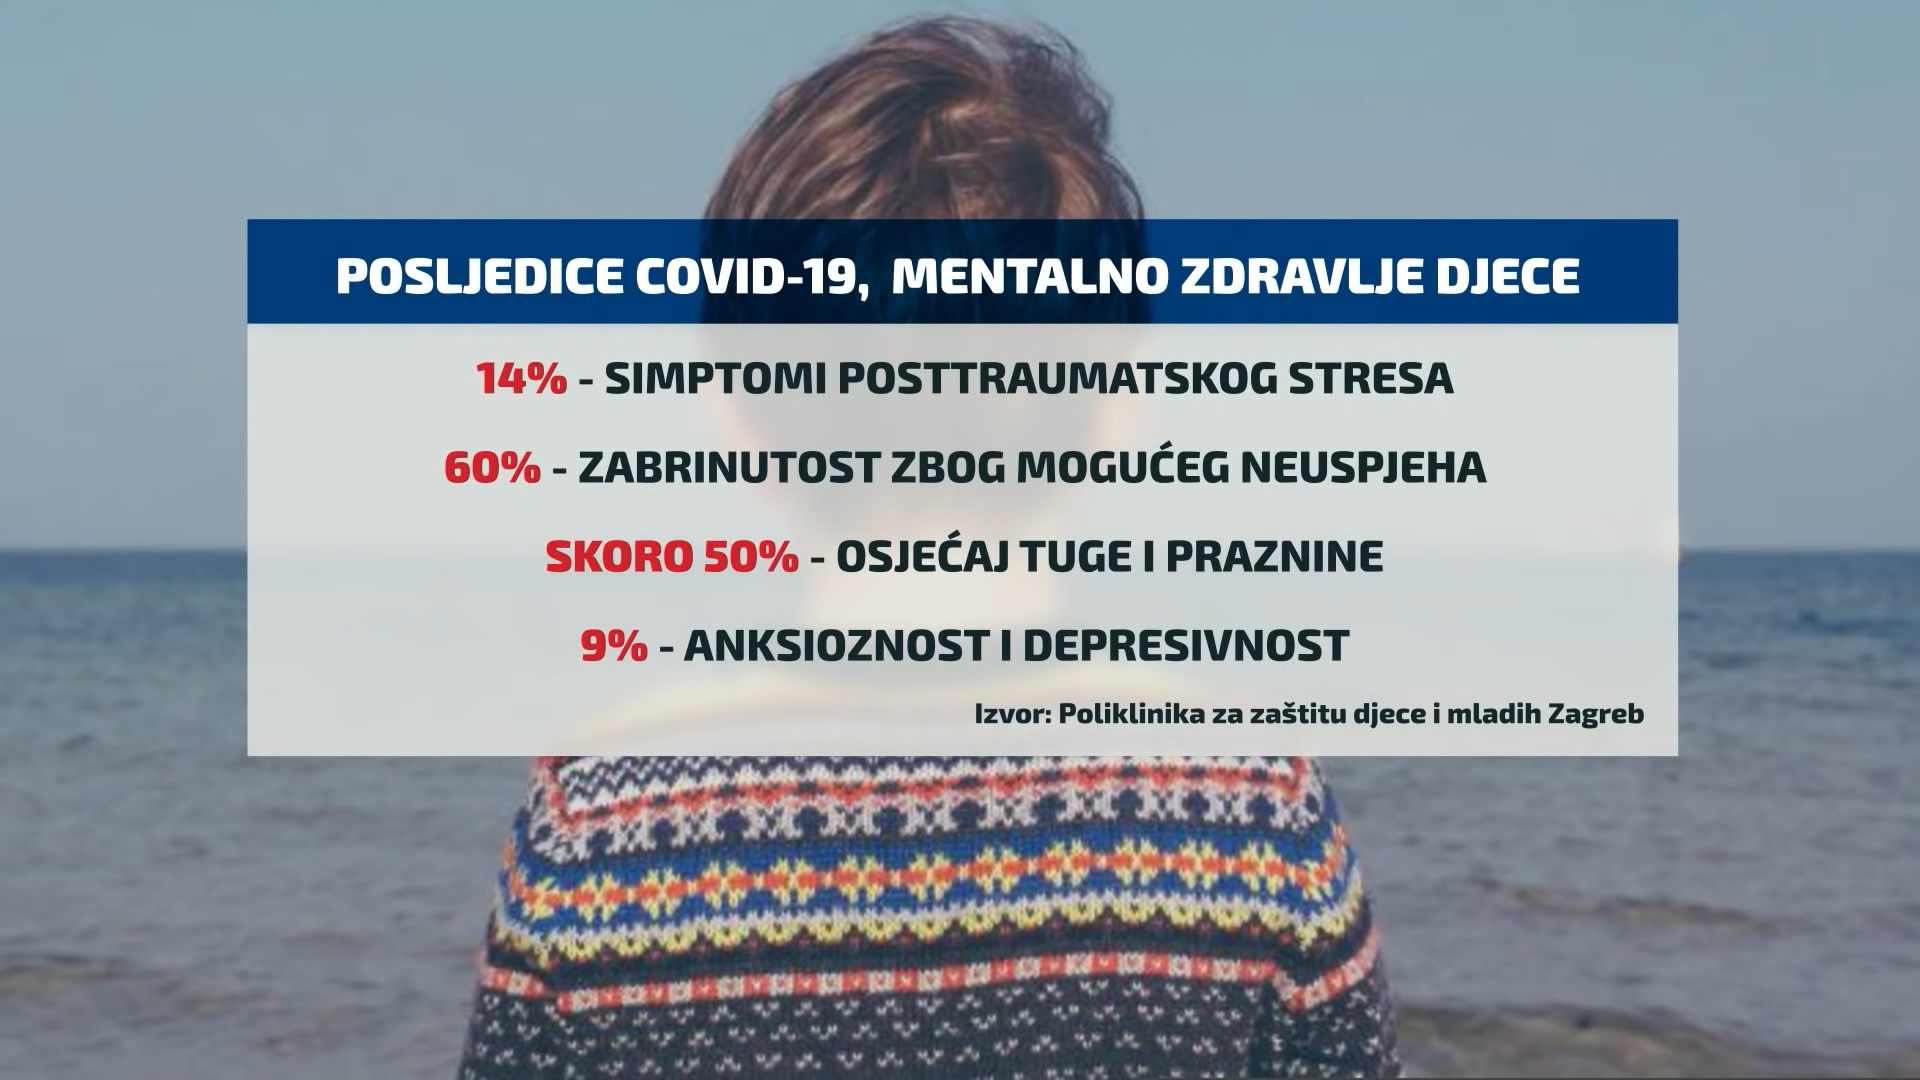 POSLJEDICE COVID-19, MENTALNO ZDRAVLJE DJECE
14% - SIMPTOMI POSTTRAUMATSKOG STRESA
60% - ZABRINUTOST ZBOG MOGUĆEG NEUSPJEHA
SKORO 50% - OSJEĆAJ TUGE I PRAZNINE
9% - ANKSIOZNOST I DEPRESIVNOST
Izvor: Poliklinika za zaštitu djece i mladih Zagreb